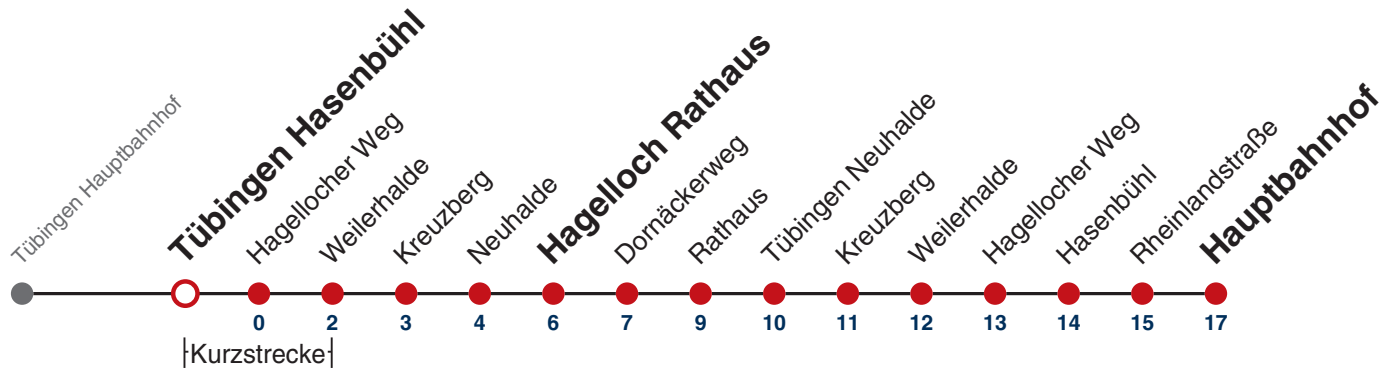 Tübingen Hauptbahnhof
Tübingen Hasenbühl
Hagellocher Weg
Weilerhalde
Kreuzberg
Neuhalde
Hagelloch Rathaus
Dornäckerweg
Rathaus
Tübingen Neuhalde
Kreuzberg
Weilerhalde
Hagellocher Weg
Hasenbühl
Rheinlandstraße
Hauptbahnhof
0 2 3 4 6 7 9 10 11 12 13 14 15 17
Kurzstrecke